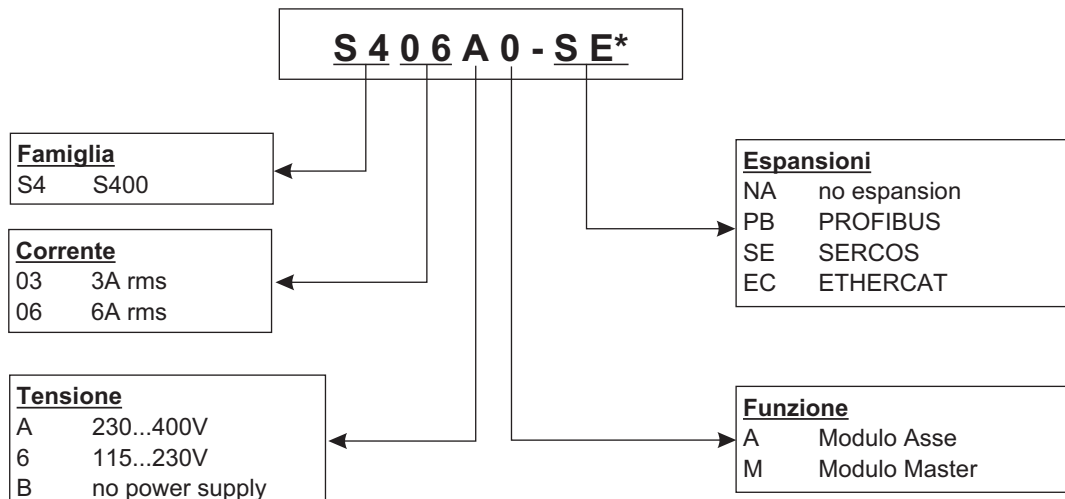 S406A0-SE*
Famiglia
S4 S400
Corrente
03 3A rms
06 6A rms
Tensione
A 230...400V
6 115...230V
B no power supply
Espansioni
NA no espansion
PB PROFIBUS
SE SERCOS
EC ETHERCAT
Funzione
A Modulo Asse
M Modulo Master